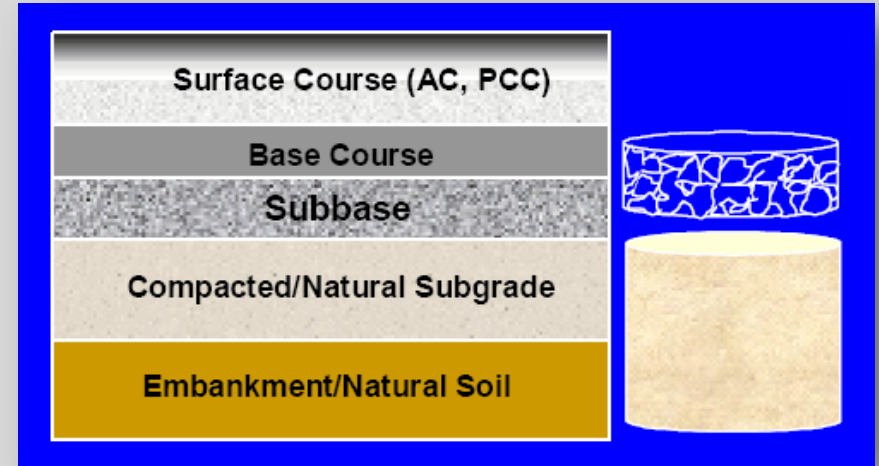 Surface Course (AC, PCC)
Base Course
Subbase
Compacted/Natural Subgrade
Embankment/Natural Soil